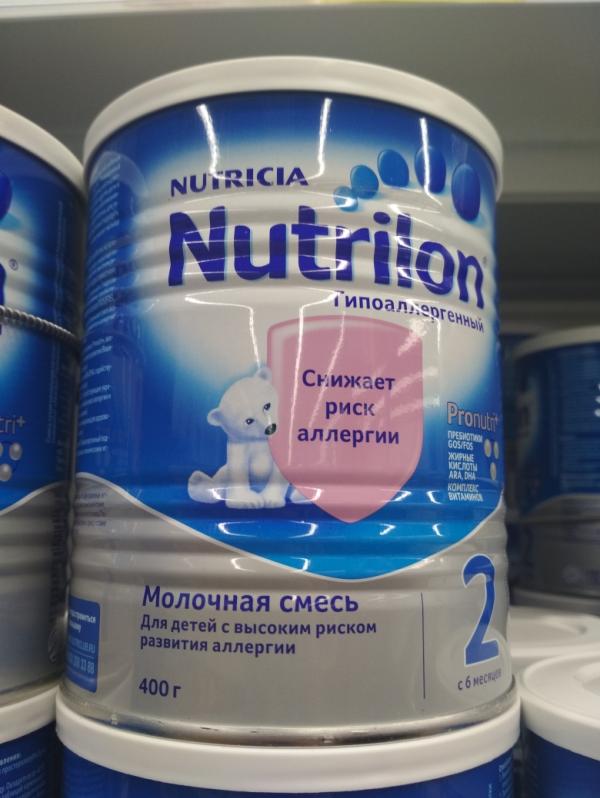 NUTRICIA
Nutrilon®
Гипоаллергенный
Снижает
риск
аллергии
Pronutri+
ПРЕБИОТИКИ
GOS/FOS
ЖИРНЫЕ
КИСЛОТЫ
ARA, DHA
КОМПЛЕКС
ВИТАМИНОВ
Молочная смесь
Для детей с высоким риском
развития аллергии
400 г
2
с 6 месяцев